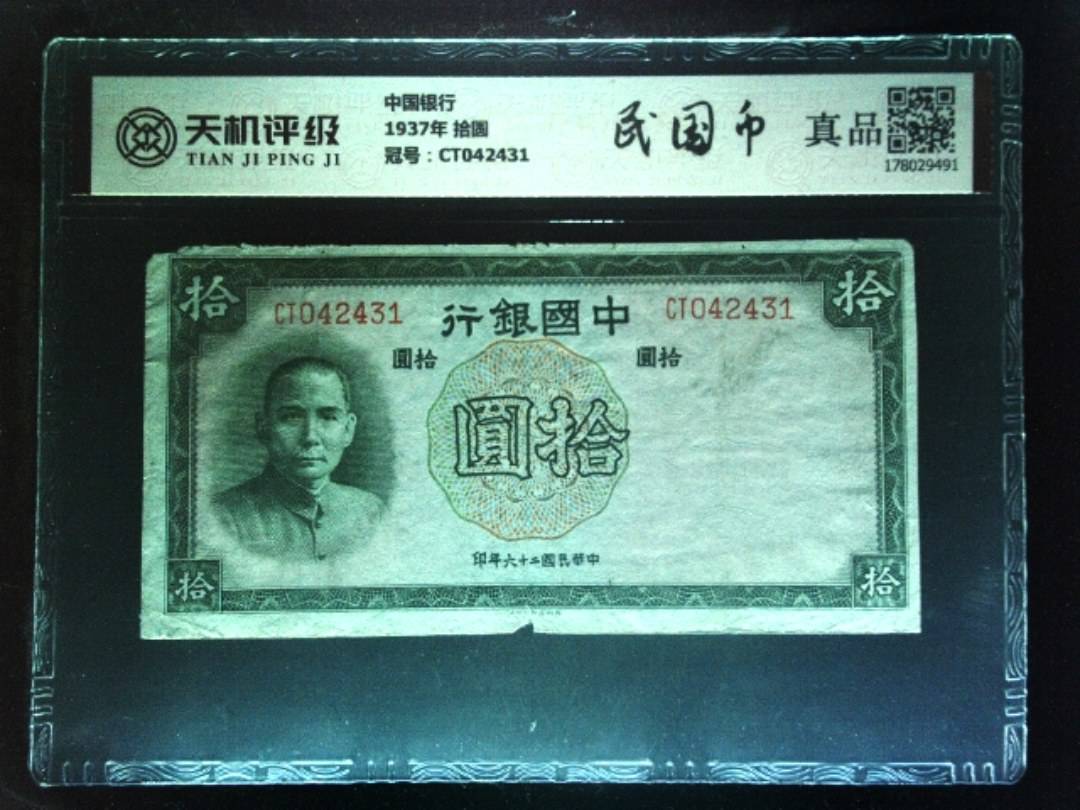 天机评级
TIAN JI PING JI
中国银行
1937年 拾圆
冠号：CT042431
民国币
真品
178029491
拾
拾
CT042431
行銀國中
CT042431
圓拾
圓拾
圓拾
印年六十二國民華中
拾
拾